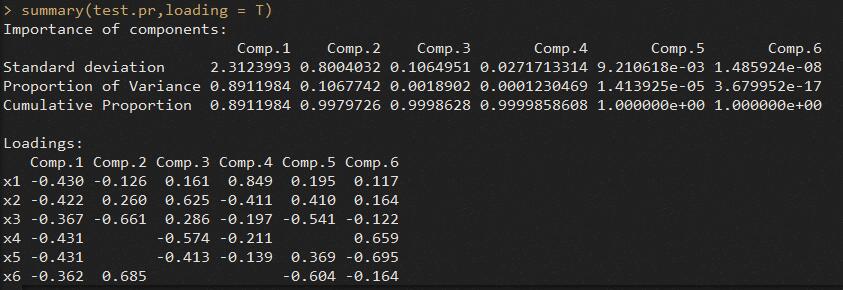 > summary(test.pr,loading = T)
Importance of components:
                          Comp.1    Comp.2    Comp.3       Comp.4       Comp.5       Comp.6
Standard deviation     2.3123993 0.8004032 0.1064951 0.0271713314 9.210618e-03 1.485924e-08
Proportion of Variance 0.8911984 0.1067742 0.0018902 0.0001230469 1.413925e-05 3.679952e-17
Cumulative Proportion  0.8911984 0.9979726 0.9998628 0.9999858608 1.000000e+00 1.000000e+00

Loadings:
   Comp.1 Comp.2 Comp.3 Comp.4 Comp.5 Comp.6
x1 -0.430 -0.126  0.161  0.849  0.195  0.117
x2 -0.422  0.260  0.625 -0.411  0.410  0.164
x3 -0.367 -0.661  0.286 -0.197 -0.541 -0.122
x4 -0.431        -0.574 -0.211         0.659
x5 -0.431        -0.413 -0.139  0.369 -0.695
x6 -0.362  0.685               -0.604 -0.164